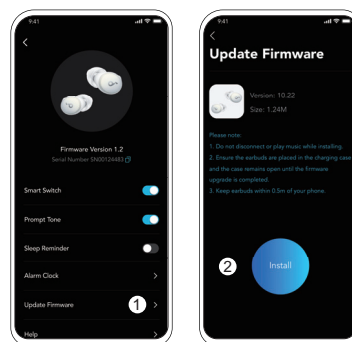 9:41
Firmware Version 1.2
Serial Number SN00124483
Smart Switch
Prompt Tone
Sleep Reminder
Alarm Clock
Update Firmware
1
Help
9:41
Update Firmware
Version: 10.22
Size: 1.24M
Please note:
1. Do not disconnect or play music while installing.
2. Ensure the earbuds are placed in the charging case
and the case remains open until the firmware
upgrade is completed.
3. Keep earbuds within 0.5m of your phone.
2
Install